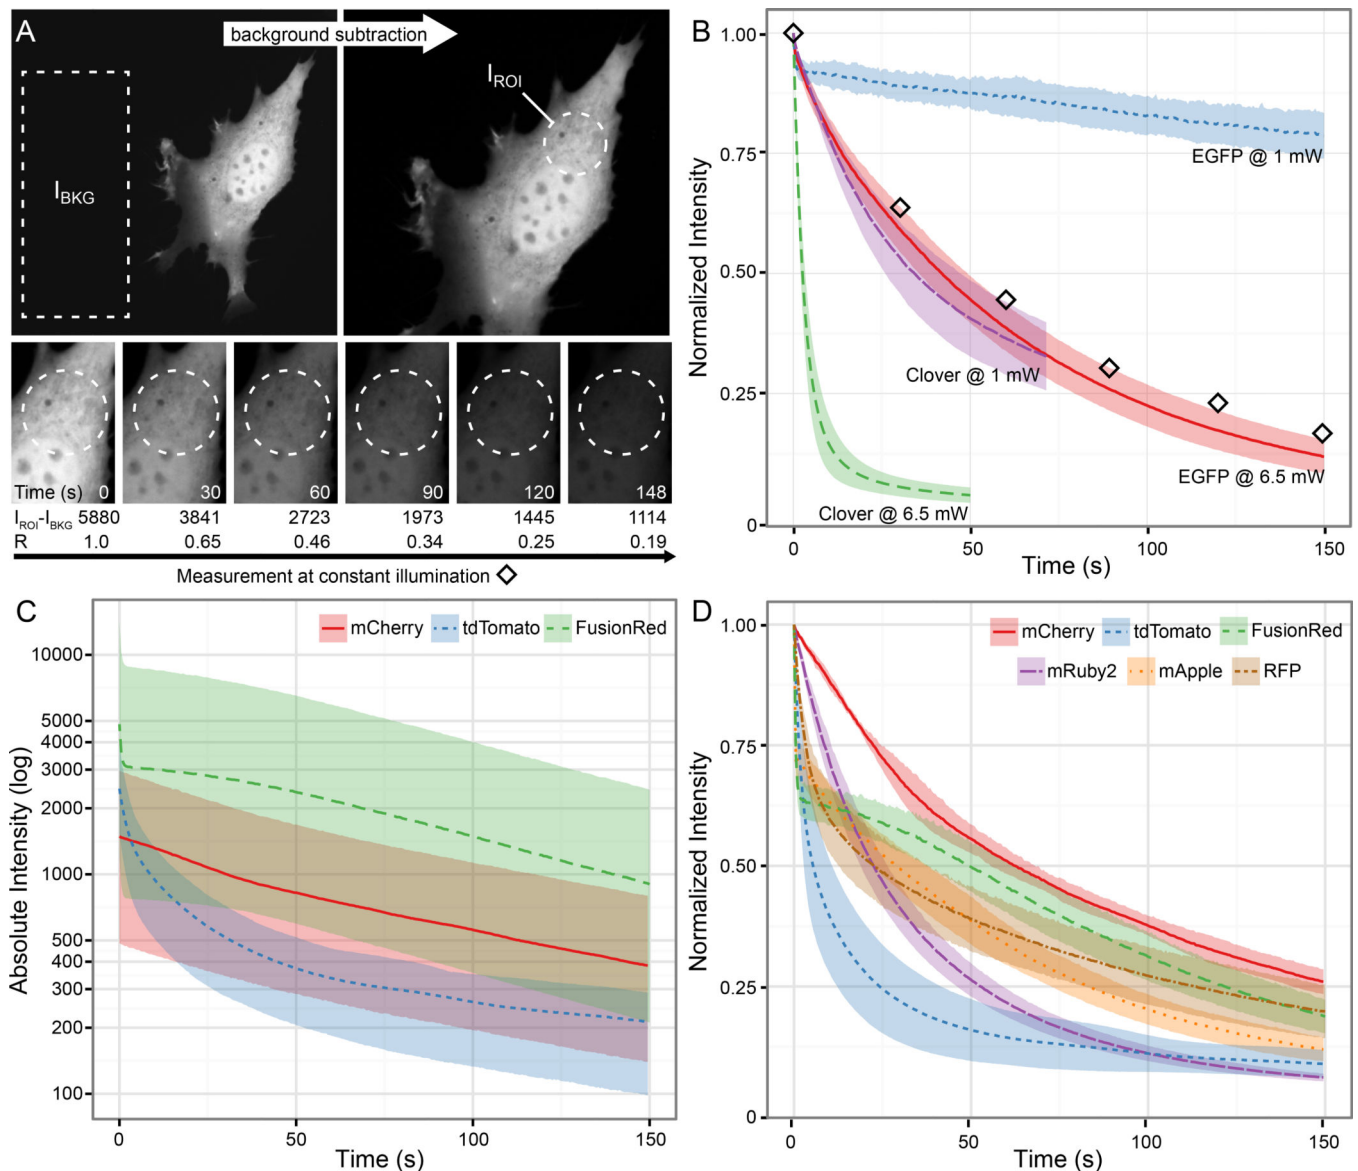 A
background subtraction
I_BKG
I_ROI
Time (s) 0 30 60 90 120 148
I_ROI-I_BKG 5880 3841 2723 1973 1445 1114
R 1.0 0.65 0.46 0.34 0.25 0.19
Measurement at constant illumination ◇
B
Normalized Intensity
1.00
0.75
0.50
0.25
0
EGFP @ 1 mW
Clover @ 1 mW
EGFP @ 6.5 mW
Clover @ 6.5 mW
0 50 100 150
Time (s)
C
mCherry tdTomato FusionRed
Absolute Intensity (log)
10000
5000
4000
3000
2000
1000
500
400
300
200
100
0 50 100 150
Time (s)
D
mCherry tdTomato FusionRed
mRuby2 mApple RFP
Normalized Intensity
1.00
0.75
0.50
0.25
0
0 50 100 150
Time (s)